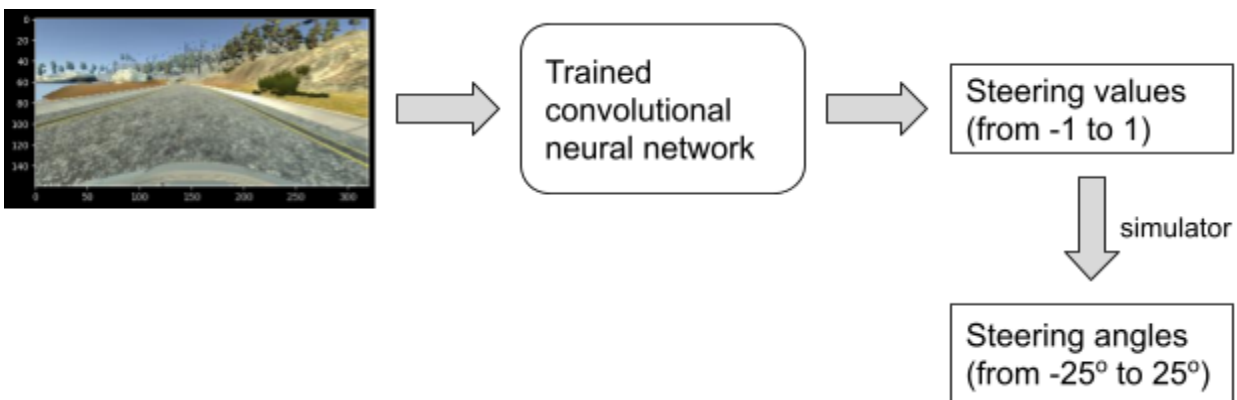 0
20
40
60
80
100
120
140
0 50 100 150 200 250 300
Trained
convolutional
neural network
Steering values
(from -1 to 1)
simulator
Steering angles
(from -25º to 25º)